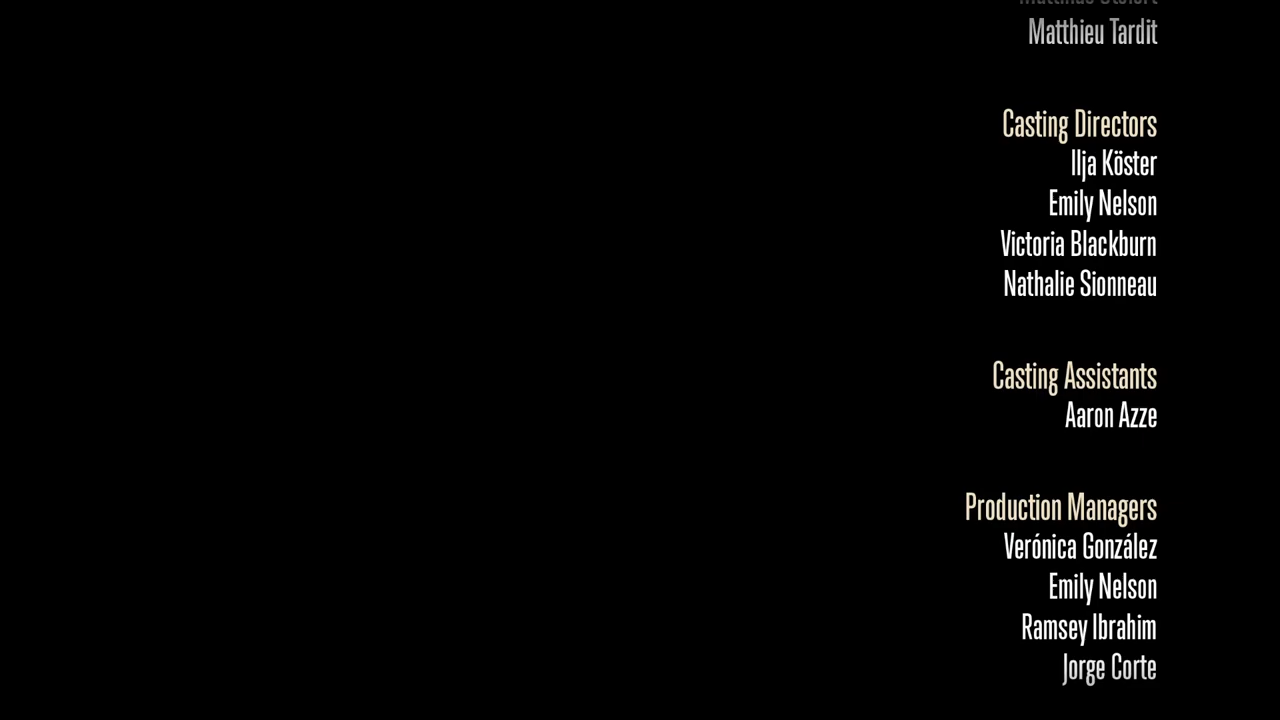 Matthieu Tardit
Casting Directors
Ilja Köster
Emily Nelson
Victoria Blackburn
Nathalie Sionneau
Casting Assistants
Aaron Azze
Production Managers
Verónica González
Emily Nelson
Ramsey Ibrahim
Jorge Corte